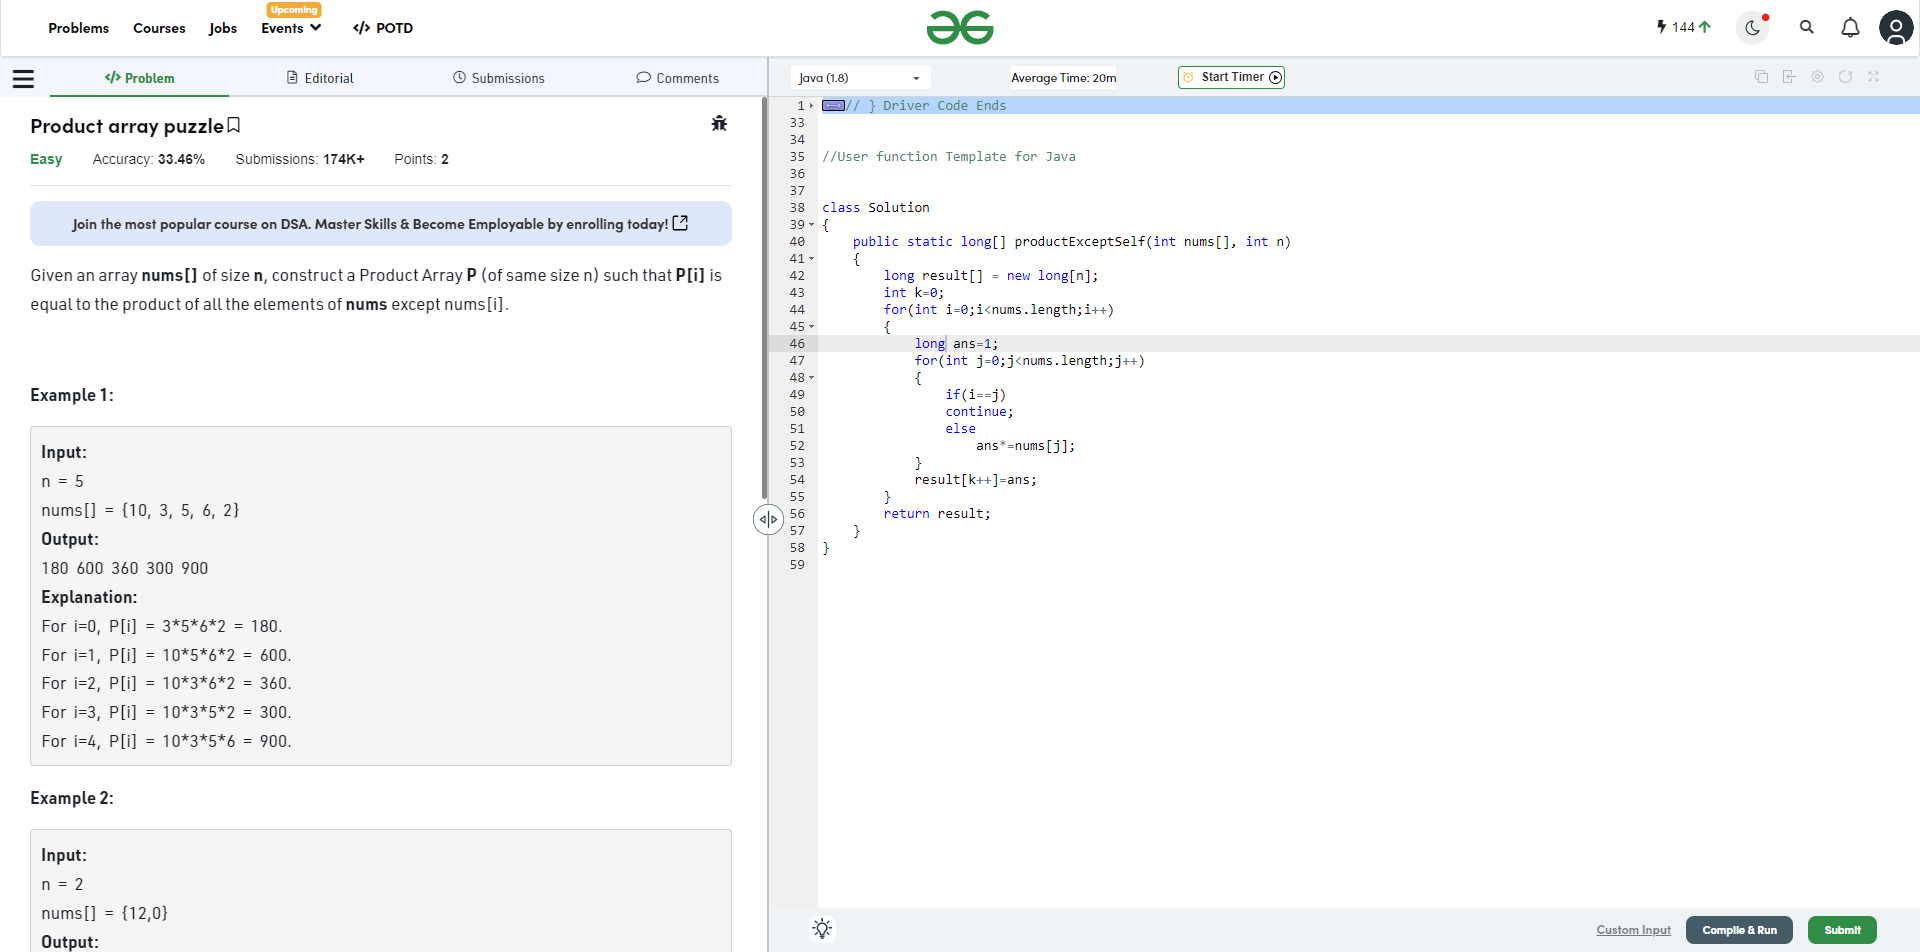 Problems
Courses
Jobs
Upcoming
Events
</> POTD
144
</> Problem
Editorial
Submissions
Comments
Product array puzzle
Easy
Accuracy: 33.46%
Submissions: 174K+
Points: 2
Join the most popular course on DSA. Master Skills & Become Employable by enrolling today!
Given an array nums[] of size n, construct a Product Array P (of same size n) such that P[i] is
equal to the product of all the elements of nums except nums[i].
Example 1:
Input:
n = 5
nums[] = {10, 3, 5, 6, 2}
Output:
180 600 360 300 900
Explanation:
For i=0, P[i] = 3*5*6*2 = 180.
For i=1, P[i] = 10*5*6*2 = 600.
For i=2, P[i] = 10*3*6*2 = 360.
For i=3, P[i] = 10*3*5*2 = 300.
For i=4, P[i] = 10*3*5*6 = 900.
Example 2:
Input:
n = 2
nums[] = {12,0}
Output:
Java (1.8)
Average Time: 20m
Start Timer
1 // } Driver Code Ends
33
34
35 //User function Template for Java
36
37
38 class Solution
39 {
40 public static long[] productExceptSelf(int nums[], int n)
41 {
42 long result[] = new long[n];
43 int k=0;
44 for(int i=0;i<nums.length;i++)
45 {
46 long ans=1;
47 for(int j=0;j<nums.length;j++)
48 {
49 if(i==j)
50 continue;
51 else
52 ans*=nums[j];
53 }
54 result[k++]=ans;
55 }
56 return result;
57 }
58 }
59
Custom Input
Compile & Run
Submit